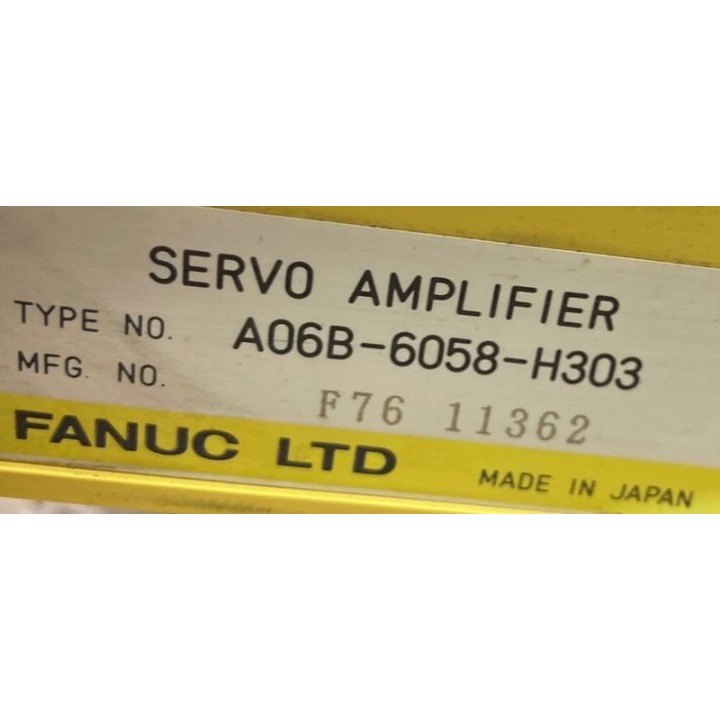 SERVO AMPLIFIER
TYPE NO. A06B-6058-H303
MFG. NO. F76 11362
FANUC LTD MADE IN JAPAN